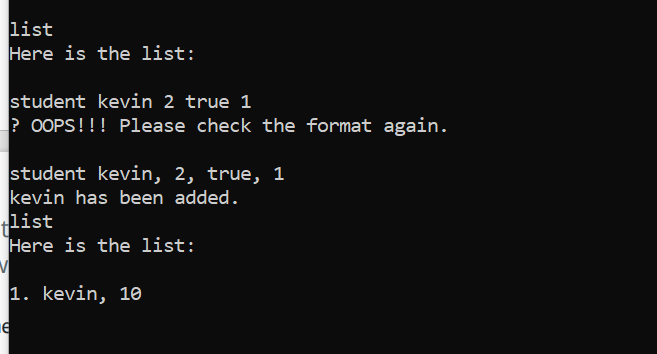 list
Here is the list:
student kevin 2 true 1
? OOPS!!! Please check the format again.
student kevin, 2, true, 1
kevin has been added.
list
Here is the list:
1. kevin, 10